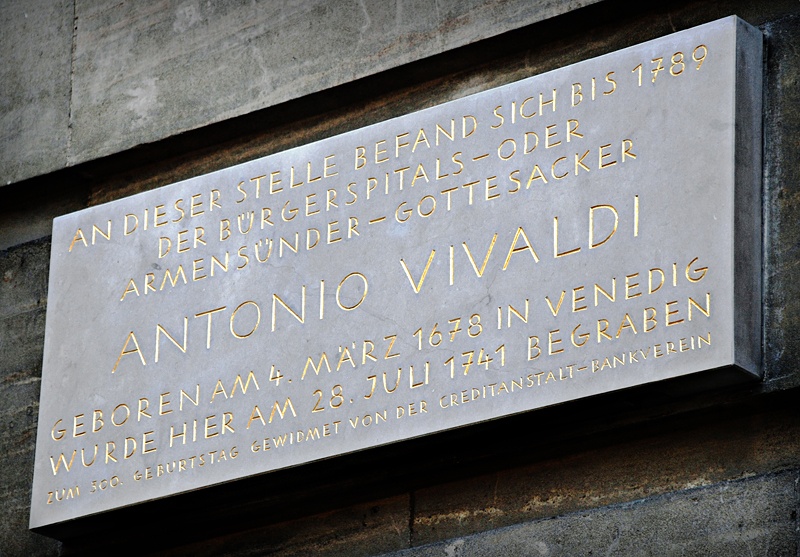 AN DIESER STELLE BEFAND SICH BIS 1789
DER BÜRGERSPITALS-ODER
ARMENSÜNDER-GOTTESACKER
ANTONIO VIVALDI
GEBOREN AM 4. MÄRZ 1678 IN VENEDIG
WURDE HIER AM 28. JULI 1741 BEGRABEN
ZUM 300. GEBURTSTAG GEWIDMET VON DER CREDITANSTALT-BANKVEREIN